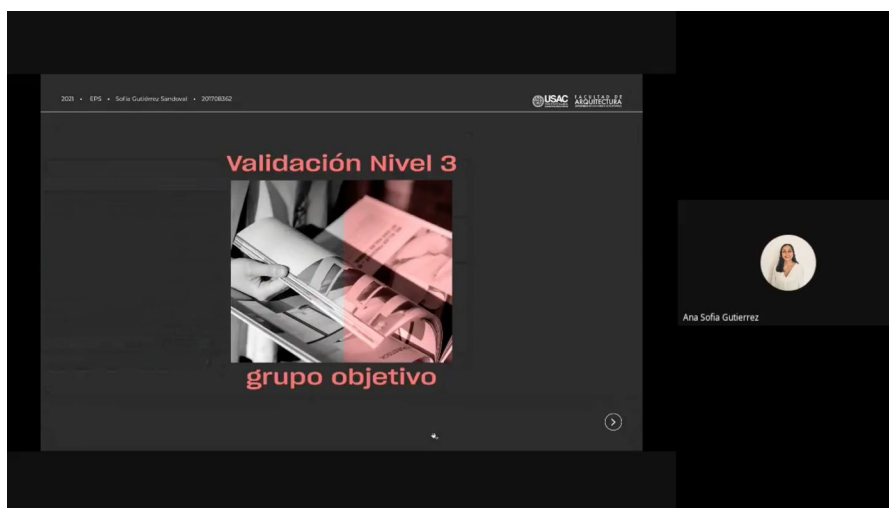 2021 • EPS • Sofía Gutiérrez Sandoval • 201708362
USAC
FACULTAD DE
ARQUITECTURA
Validación Nivel 3
grupo objetivo
Ana Sofia Gutierrez